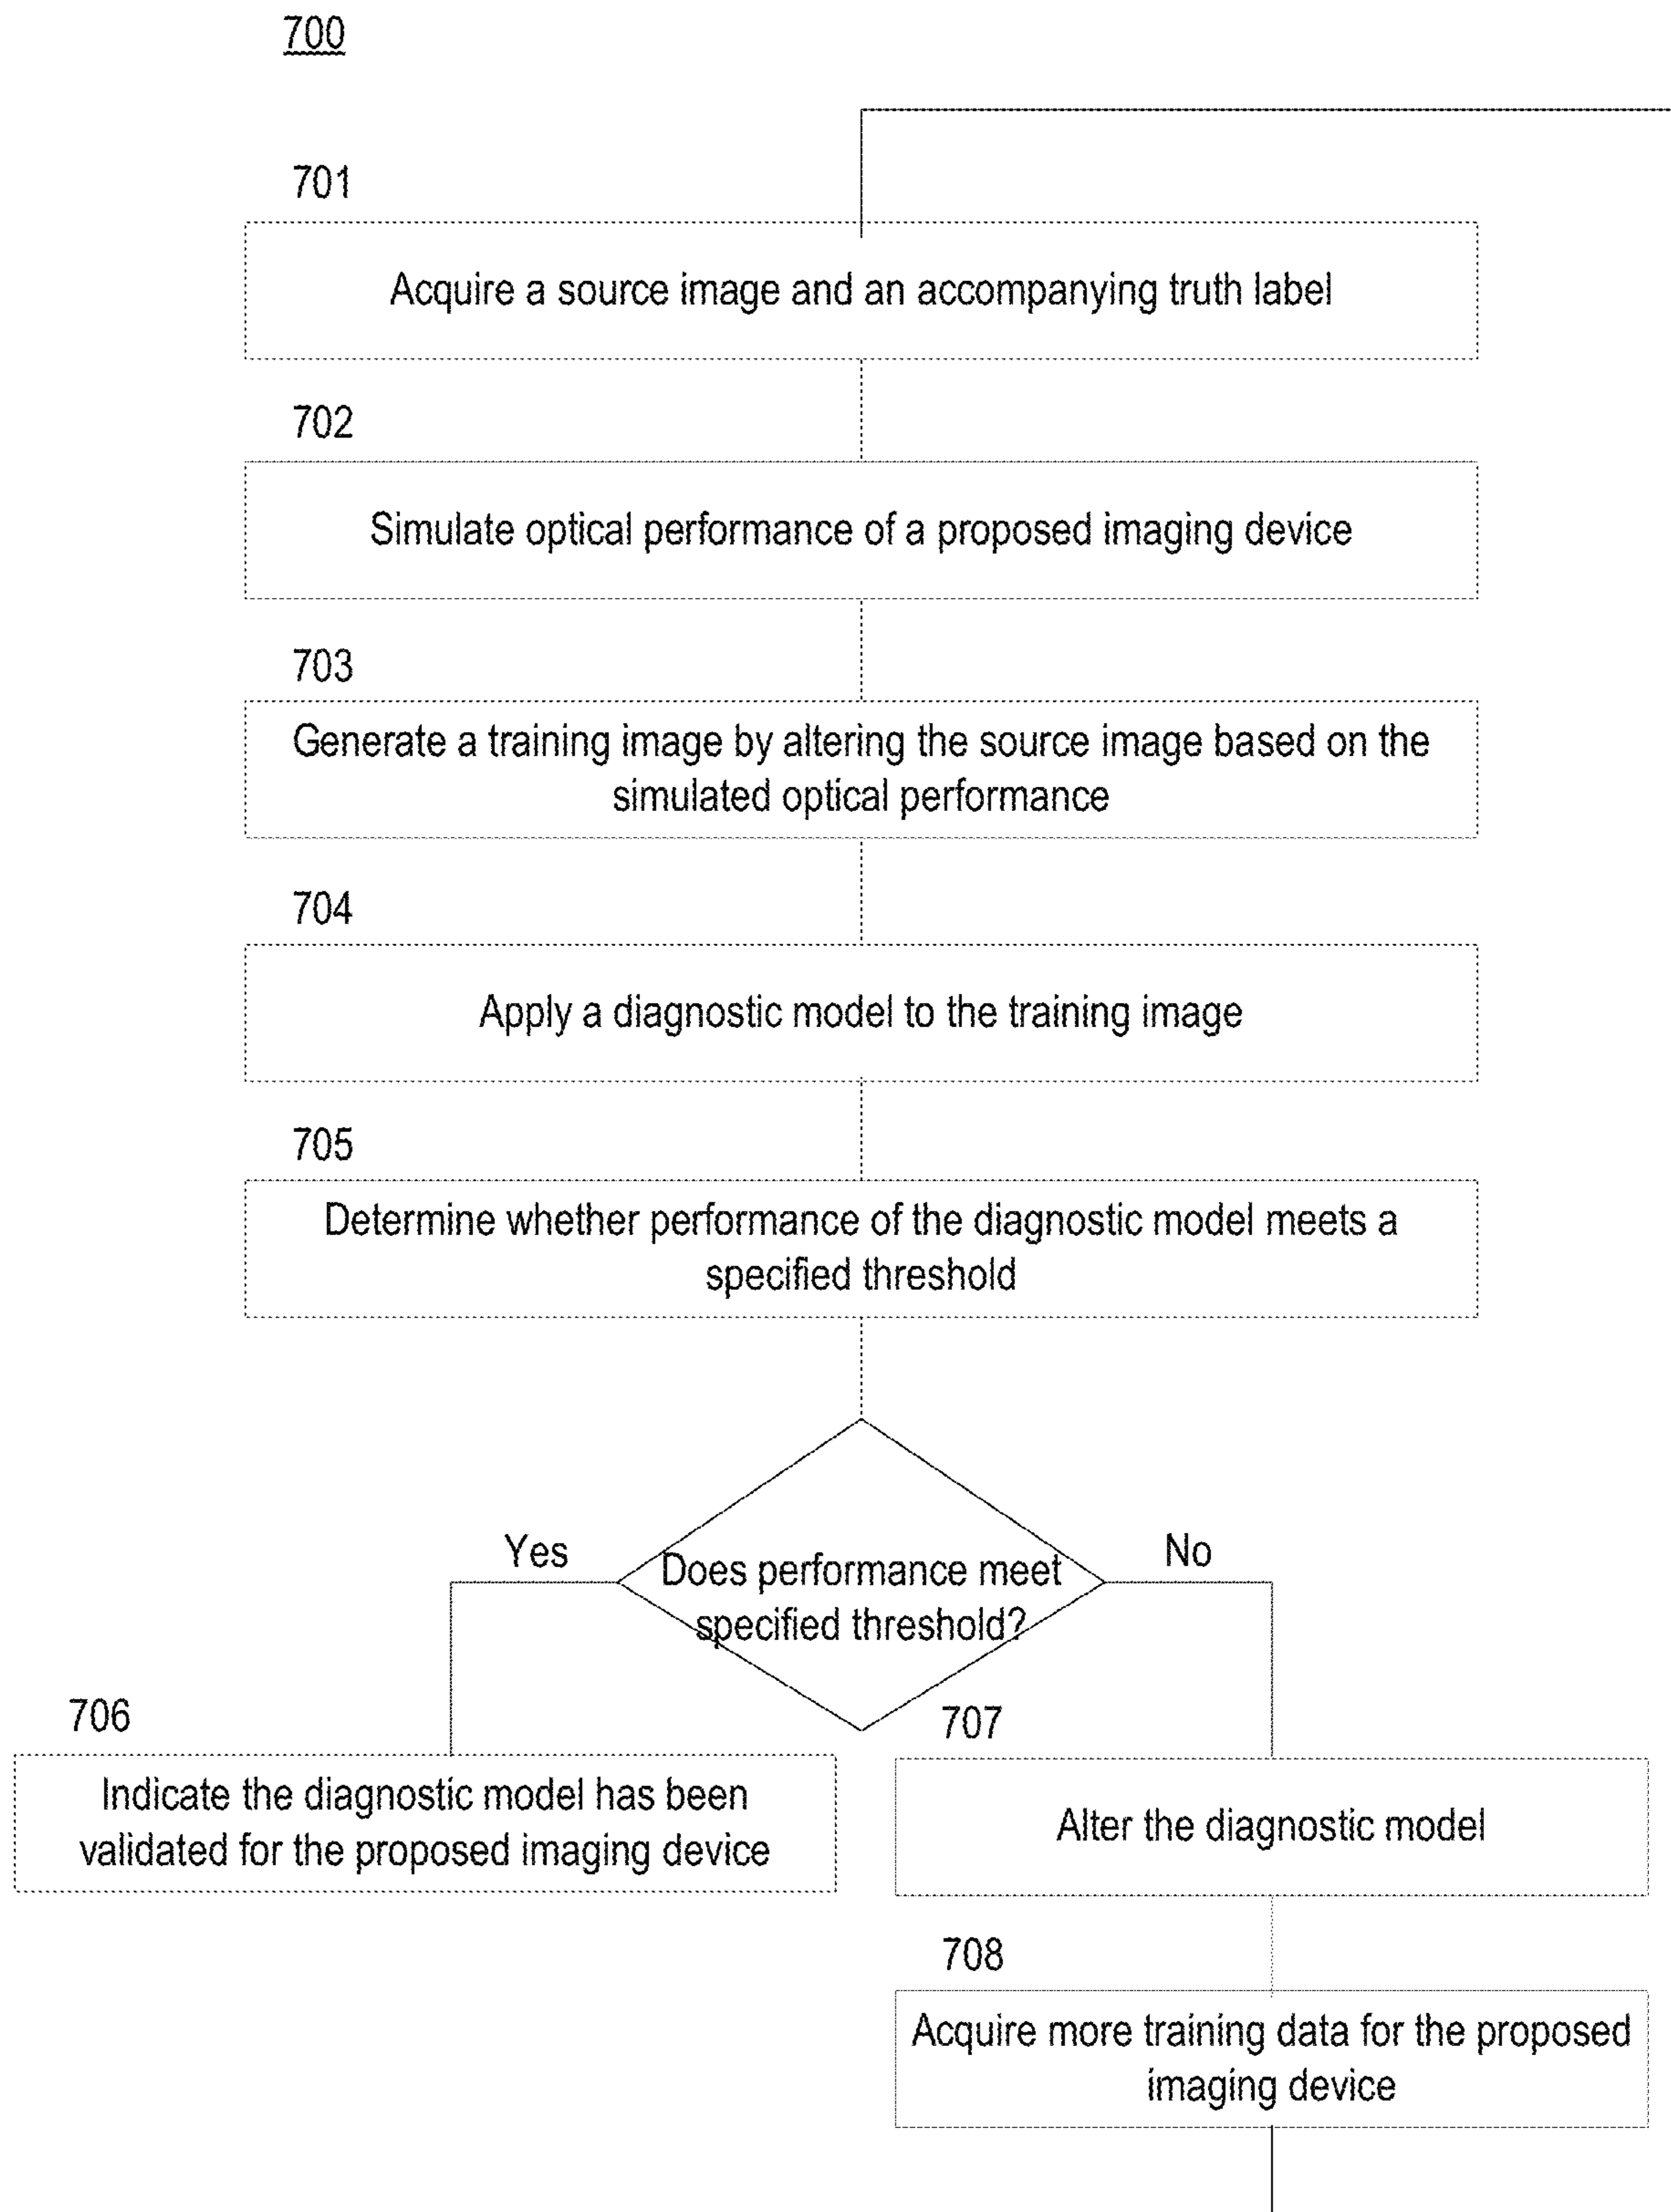 700
701
Acquire a source image and an accompanying truth label
702
Simulate optical performance of a proposed imaging device
703
Generate a training image by altering the source image based on the
simulated optical performance
704
Apply a diagnostic model to the training image
705
Determine whether performance of the diagnostic model meets a
specified threshold
Yes
Does performance meet
specified threshold?
No
706
Indicate the diagnostic model has been
validated for the proposed imaging device
707
Alter the diagnostic model
708
Acquire more training data for the proposed
imaging device